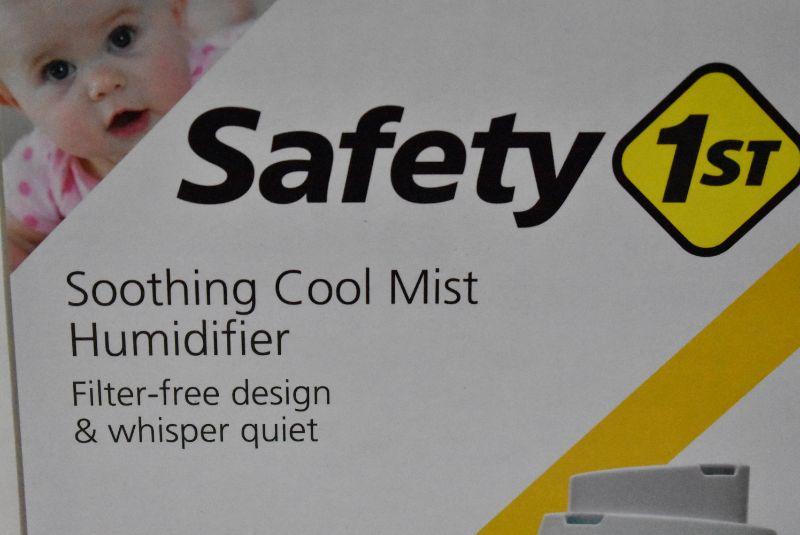 Safety 1ST
Soothing Cool Mist
Humidifier
Filter-free design
& whisper quiet